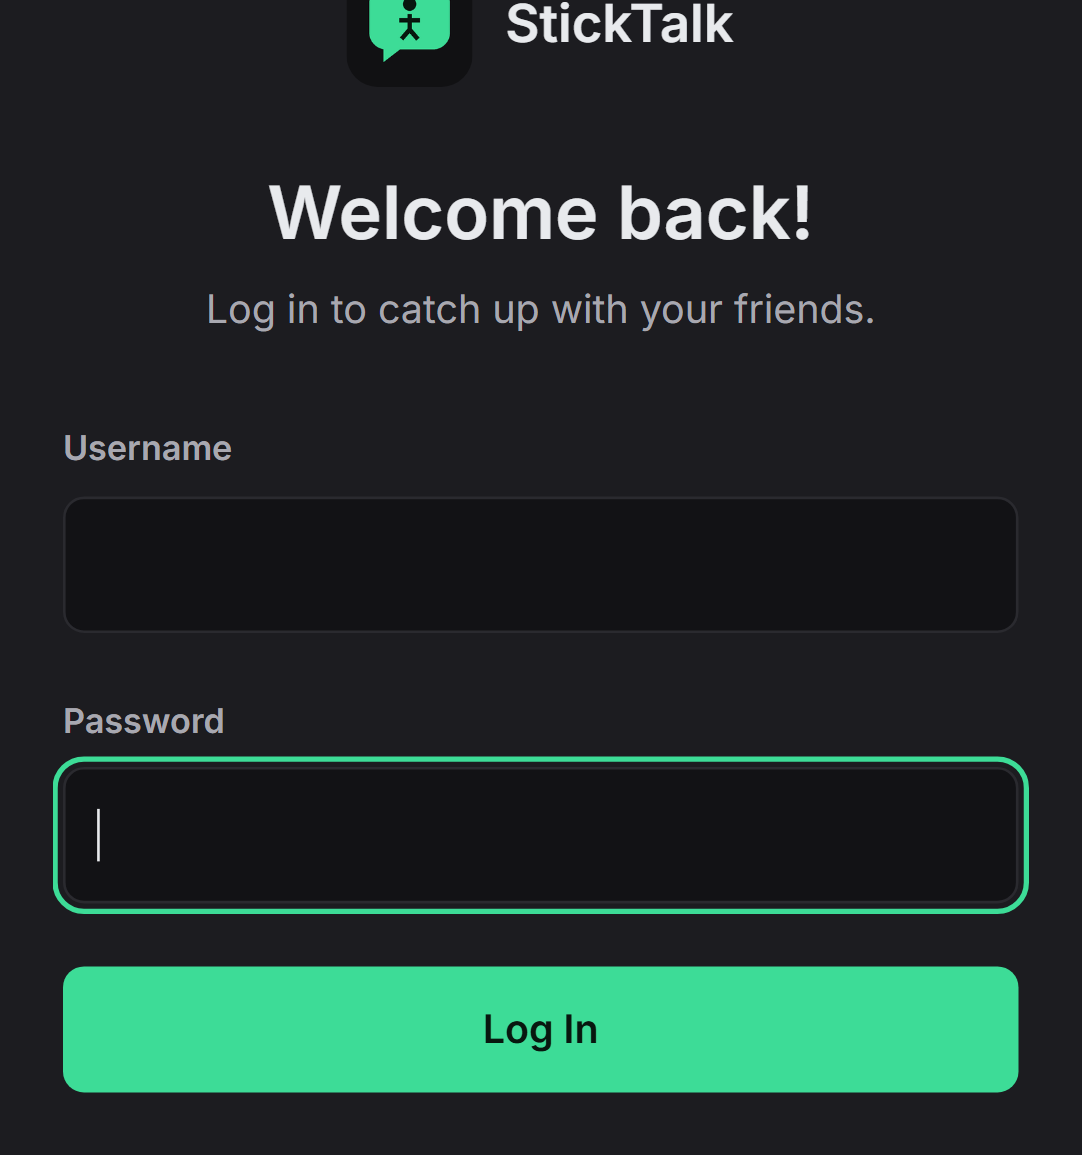 StickTalk
Welcome back!
Log in to catch up with your friends.
Username
Password
Log In